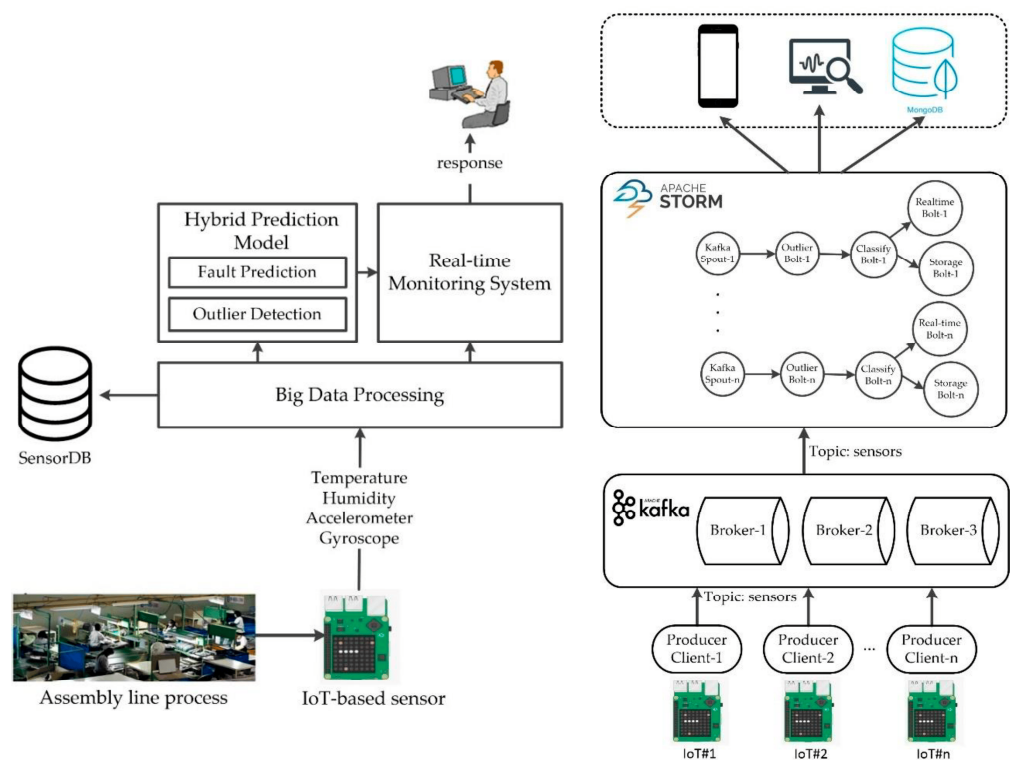 response
Hybrid Prediction
Model
Fault Prediction
Outlier Detection
Real-time
Monitoring System
Big Data Processing
SensorDB
Temperature
Humidity
Accelerometer
Gyroscope
Assembly line process
IoT-based sensor
MongoDB
APACHE
STORM
Kafka
Spout-1
Outlier
Bolt-1
Classify
Bolt-1
Realtime
Bolt-1
Storage
Bolt-1
Kafka
Spout-n
Outlier
Bolt-n
Classify
Bolt-n
Real-time
Bolt-n
Storage
Bolt-n
Topic: sensors
APACHE
kafka
Broker-1
Broker-2
Broker-3
Topic: sensors
Producer
Client-1
Producer
Client-2
...
Producer
Client-n
IoT#1
IoT#2
IoT#n